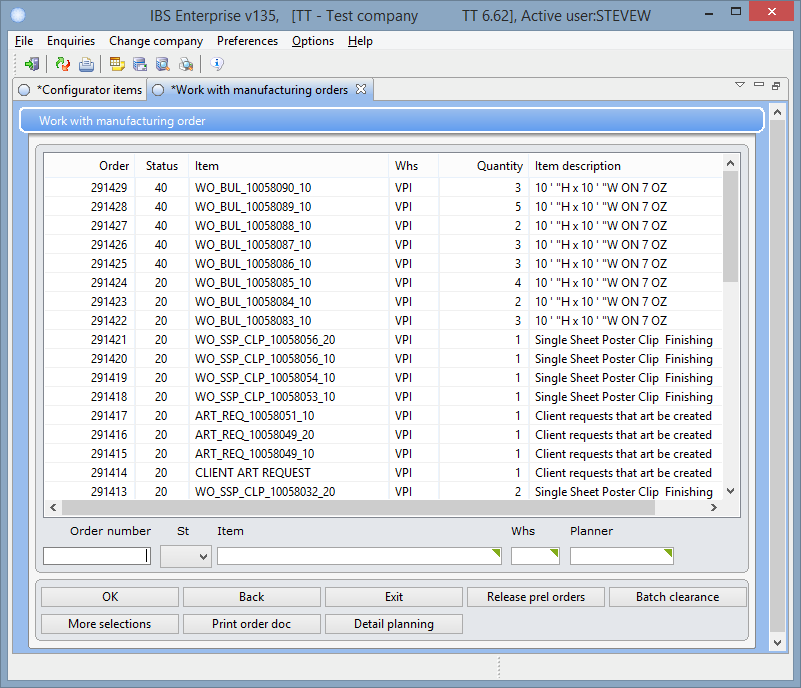 IBS Enterprise v135,   [TT - Test company          TT 6.62], Active user:STEVEW
File Enquiries Change company Preferences Options Help
*Configurator items *Work with manufacturing orders
Work with manufacturing order
Order Status Item Whs Quantity Item description
291429 40 WO_BUL_10058090_10 VPI 3 10 ' "H x 10 ' "W ON 7 OZ
291428 40 WO_BUL_10058089_10 VPI 5 10 ' "H x 10 ' "W ON 7 OZ
291427 40 WO_BUL_10058088_10 VPI 2 10 ' "H x 10 ' "W ON 7 OZ
291426 40 WO_BUL_10058087_10 VPI 3 10 ' "H x 10 ' "W ON 7 OZ
291425 40 WO_BUL_10058086_10 VPI 3 10 ' "H x 10 ' "W ON 7 OZ
291424 20 WO_BUL_10058085_10 VPI 4 10 ' "H x 10 ' "W ON 7 OZ
291423 20 WO_BUL_10058084_10 VPI 2 10 ' "H x 10 ' "W ON 7 OZ
291422 20 WO_BUL_10058083_10 VPI 3 10 ' "H x 10 ' "W ON 7 OZ
291421 20 WO_SSP_CLP_10058056_20 VPI 1 Single Sheet Poster Clip  Finishing
291420 20 WO_SSP_CLP_10058056_10 VPI 1 Single Sheet Poster Clip  Finishing
291419 20 WO_SSP_CLP_10058054_10 VPI 1 Single Sheet Poster Clip  Finishing
291418 20 WO_SSP_CLP_10058053_10 VPI 1 Single Sheet Poster Clip  Finishing
291417 20 ART_REQ_10058051_10 VPI 1 Client requests that art be created
291416 20 ART_REQ_10058049_20 VPI 1 Client requests that art be created
291415 20 ART_REQ_10058049_10 VPI 1 Client requests that art be created
291414 20 CLIENT ART REQUEST VPI 1 Client requests that art be created
291413 20 WO_SSP_CLP_10058032_20 VPI 2 Single Sheet Poster Clip  Finishing
Order number St Item Whs Planner
OK Back Exit Release prel orders Batch clearance
More selections Print order doc Detail planning